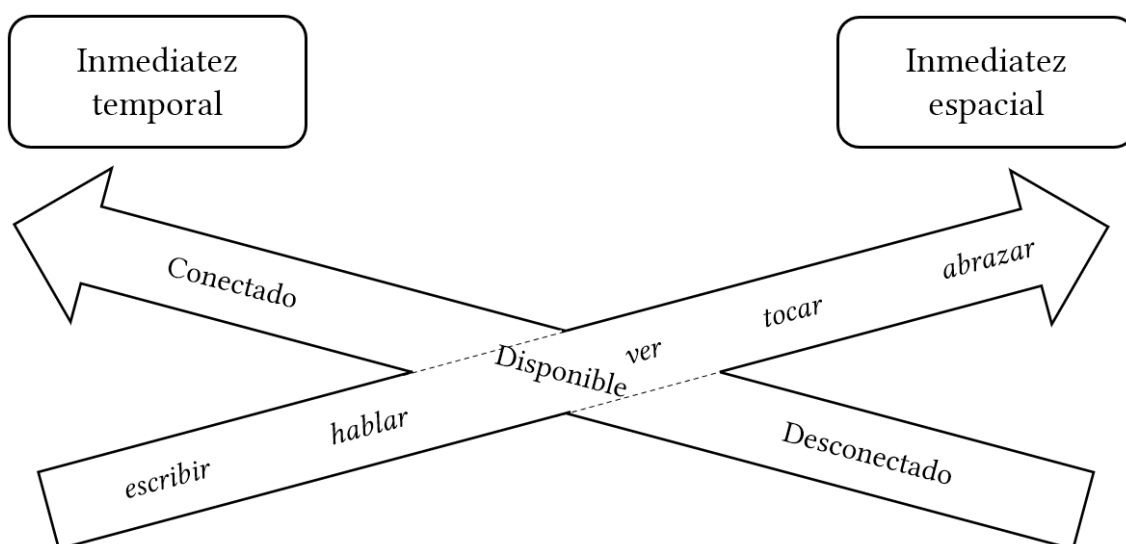 Inmediatez
temporal
Inmediatez
espacial
Conectado
Disponible
Desconectado
escribir
hablar
ver
tocar
abrazar